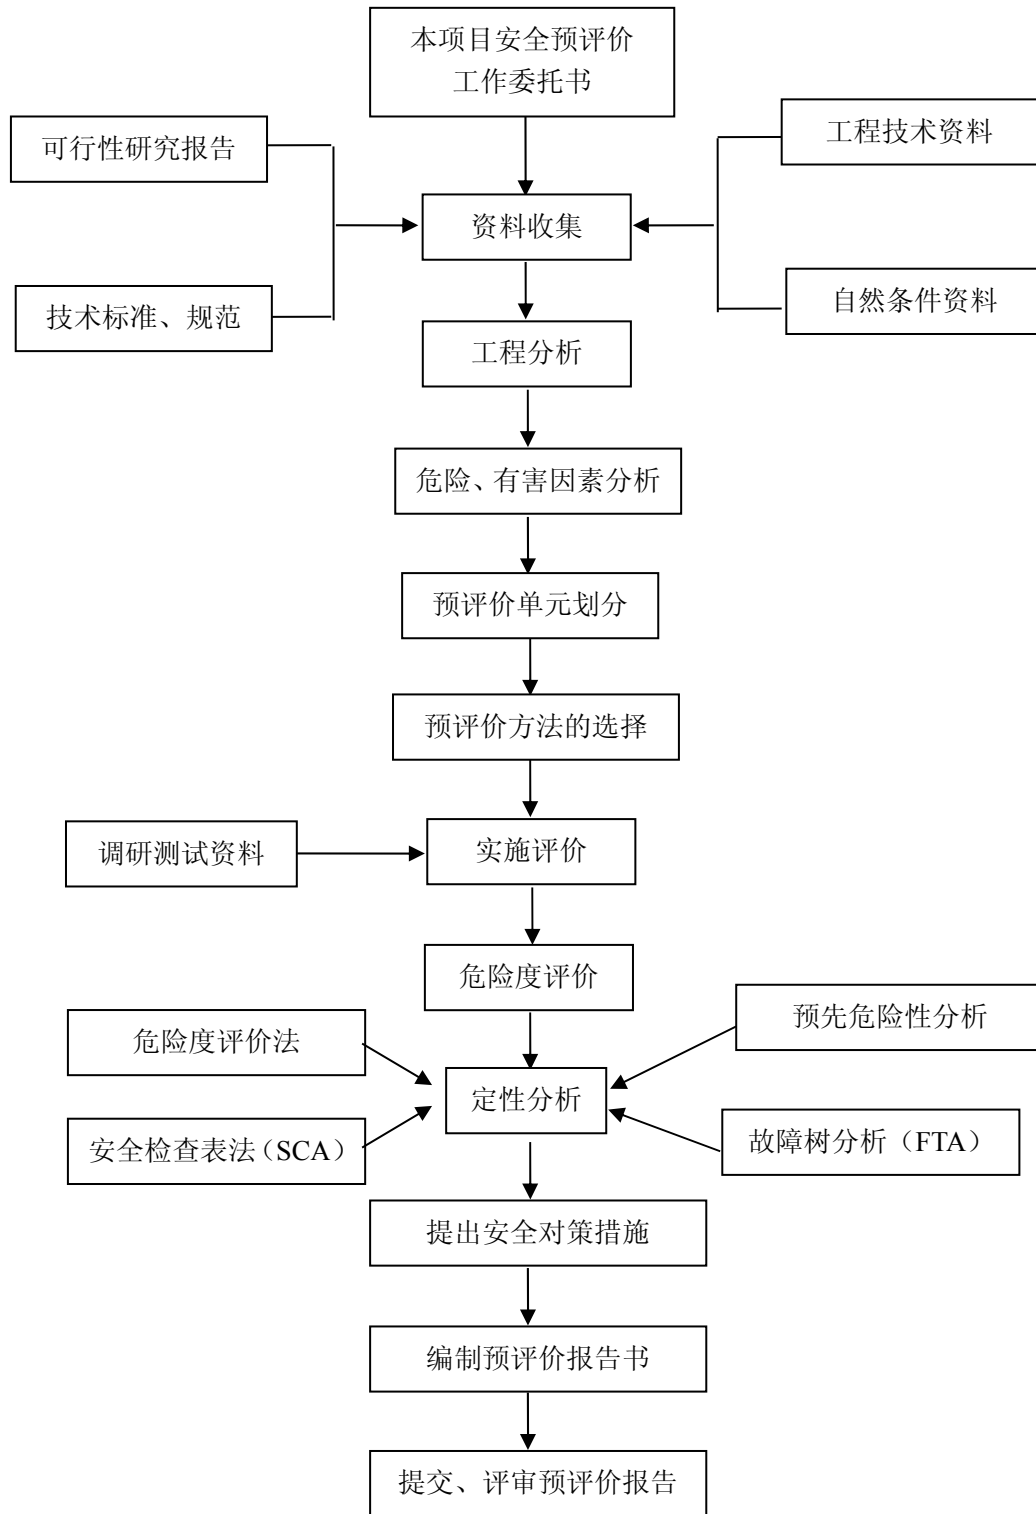 本项目安全预评价
工作委托书
可行性研究报告
工程技术资料
资料收集
技术标准、规范
自然条件资料
工程分析
危险、有害因素分析
预评价单元划分
预评价方法的选择
调研测试资料
实施评价
危险度评价
危险度评价法
预先危险性分析
定性分析
安全检查表法（SCA）
故障树分析（FTA）
提出安全对策措施
编制预评价报告书
提交、评审预评价报告